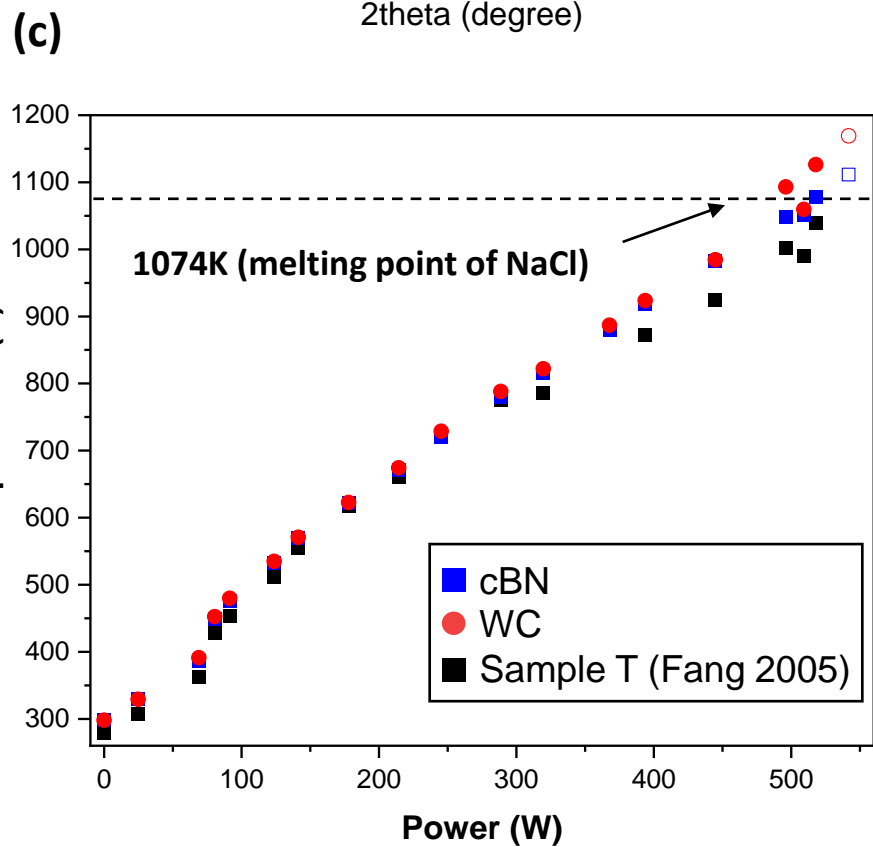 2theta (degree)
(c)
1200
1100
1000
900
800
700
600
500
400
300
1074K (melting point of NaCl)
cBN
WC
Sample T (Fang 2005)
0 100 200 300 400 500
Power (W)